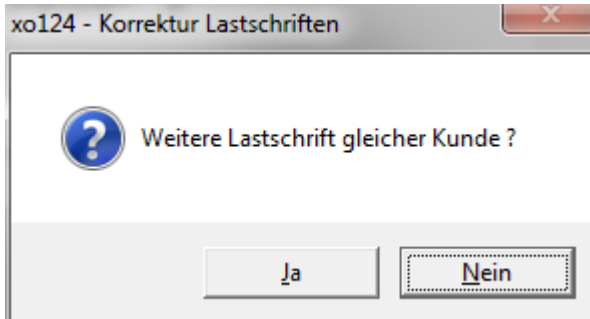 xo124 - Korrektur Lastschriften
Weitere Lastschrift gleicher Kunde ?
Ja
Nein